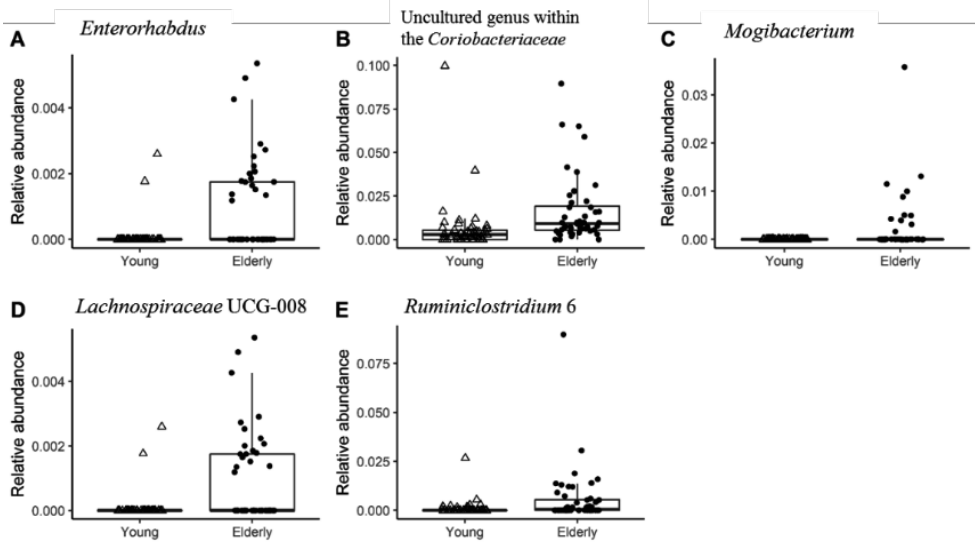 A
Enterorhabdus
Relative abundance
0.004
0.002
0.000
Young
Elderly
B
Uncultured genus within
the Coriobacteriaceae
Relative abundance
0.100
0.075
0.050
0.025
0.000
Young
Elderly
C
Mogibacterium
Relative abundance
0.03
0.02
0.01
0.00
Young
Elderly
D
Lachnospiraceae UCG-008
Relative abundance
0.004
0.002
0.000
Young
Elderly
E
Ruminiclostridium 6
Relative abundance
0.075
0.050
0.025
0.000
Young
Elderly